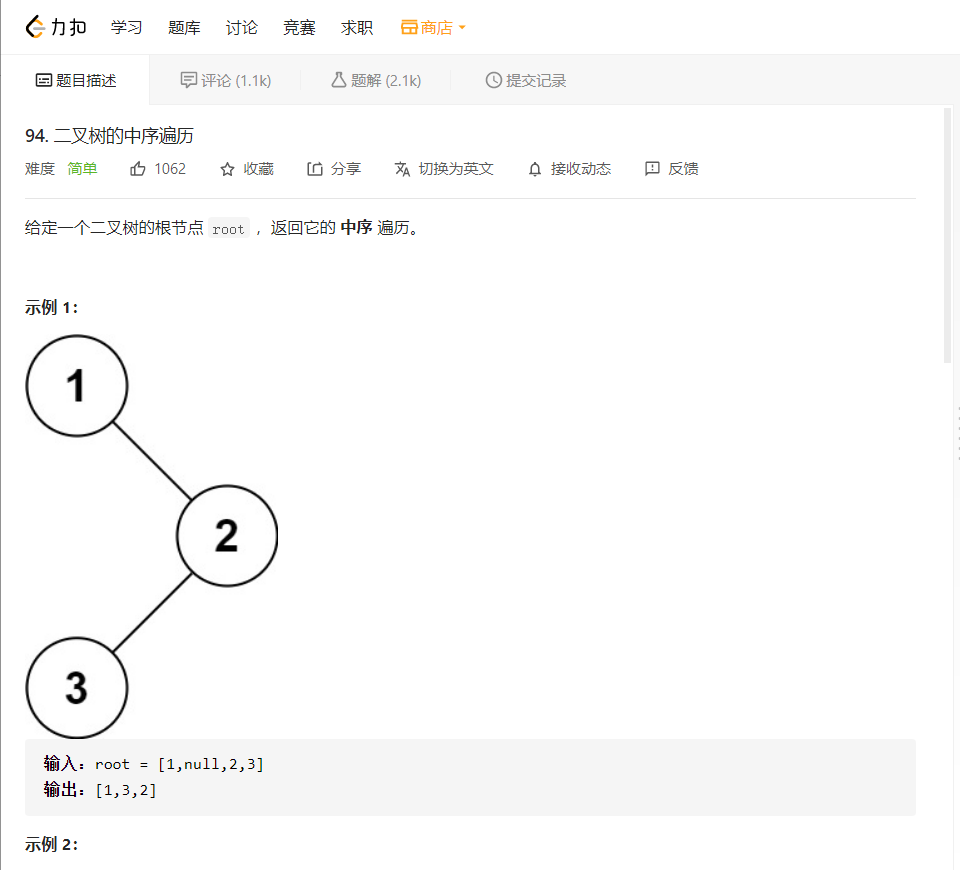 力扣 学习 题库 讨论 竞赛 求职 商店
题目描述 评论 (1.1k) 题解 (2.1k) 提交记录
94. 二叉树的中序遍历
难度 简单 1062 收藏 分享 切换为英文 接收动态 反馈
给定一个二叉树的根节点 root ，返回它的 中序 遍历。
示例 1：
1
2
3
输入：root = [1,null,2,3]
输出：[1,3,2]
示例 2：